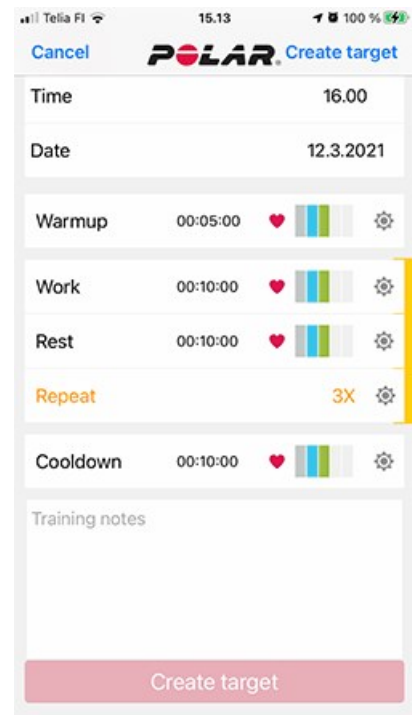 Telia FI 15.13 100 %
Cancel POLAR. Create target
Time 16.00
Date 12.3.2021
Warmup 00:05:00
Work 00:10:00
Rest 00:10:00
Repeat 3X
Cooldown 00:10:00
Training notes
Create target